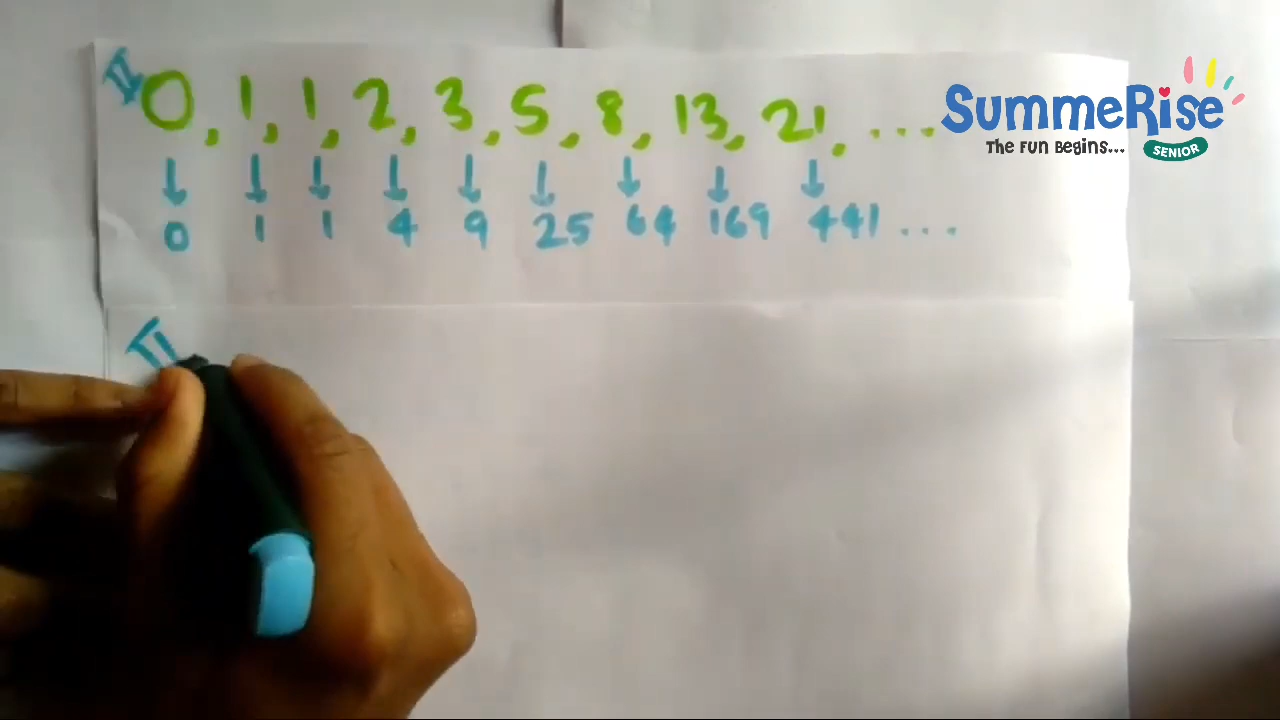 II 0, 1, 1, 2, 3, 5, 8, 13, 21, ...
0 1 1 4 9 25 64 169 441 ...
SummeRise
The Fun Begins...
SENIOR